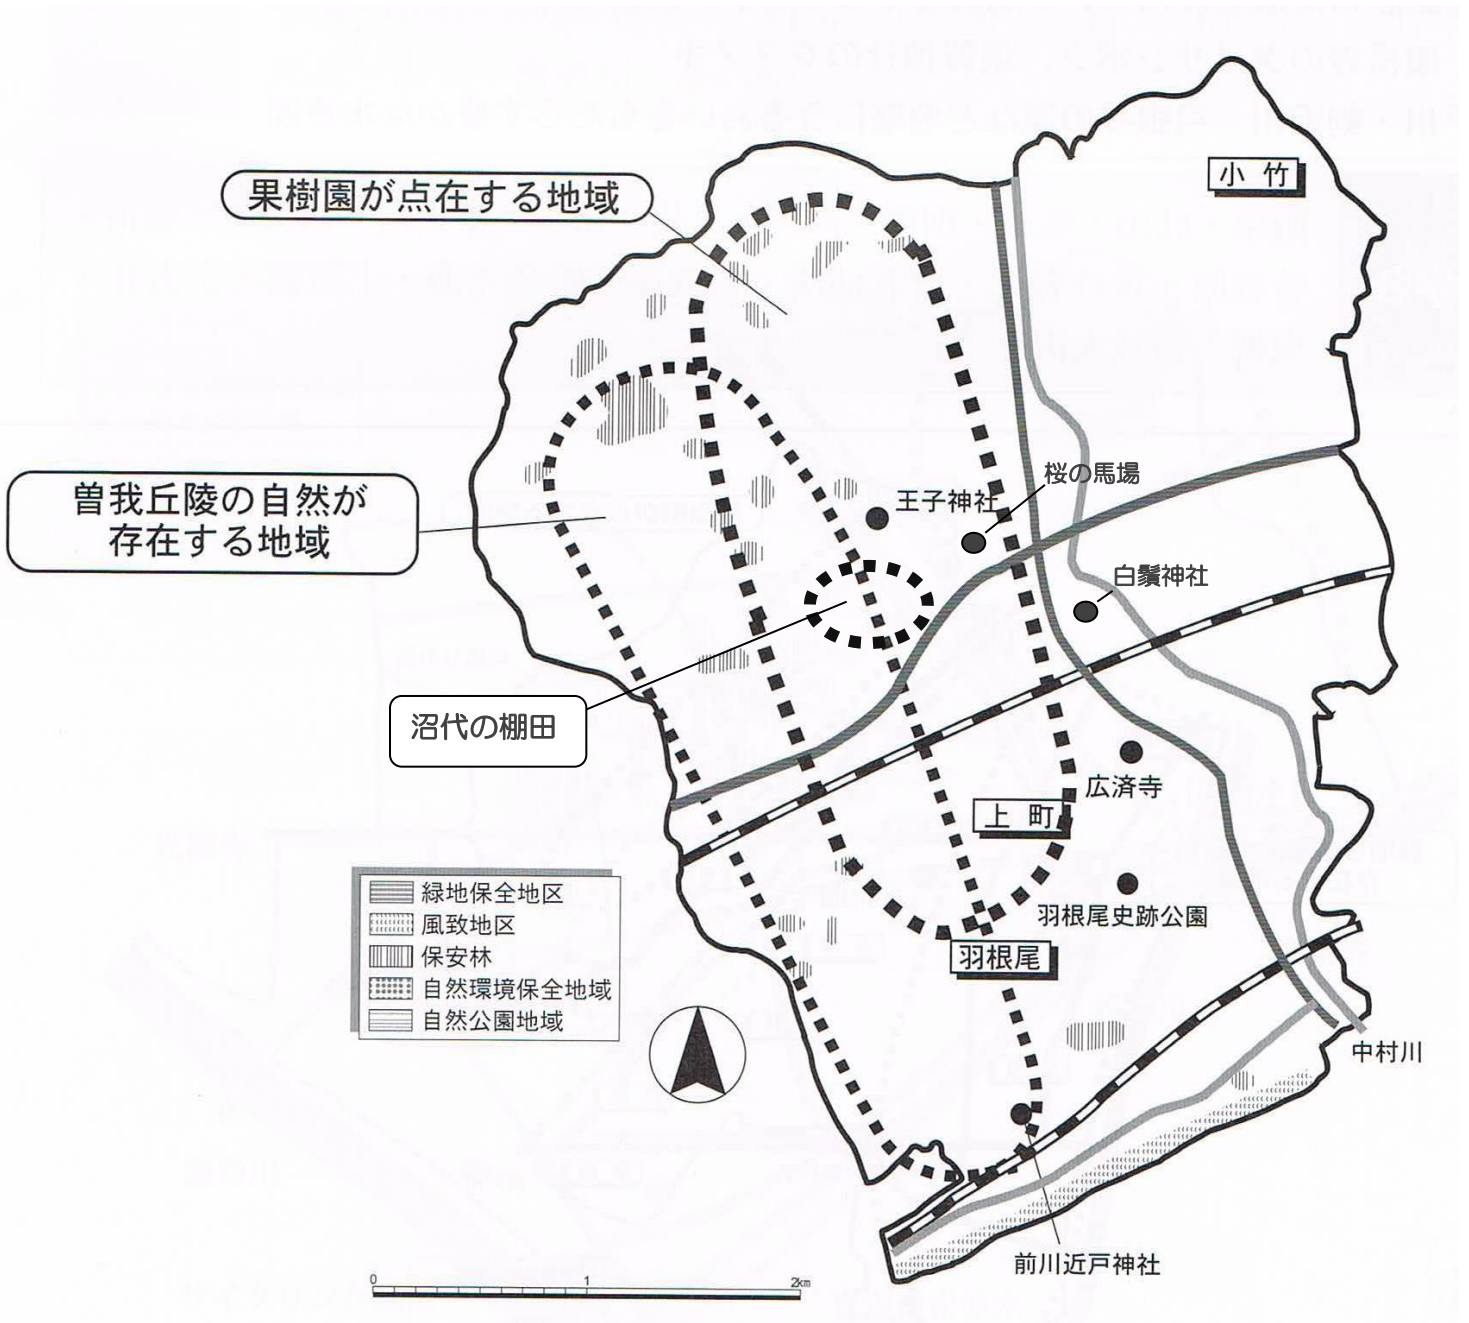 小 竹
果樹園が点在する地域
桜の馬場
王子神社
曽我丘陵の自然が
存在する地域
白鬚神社
沼代の棚田
広済寺
上 町
緑地保全地区
風致地区
保安林
自然環境保全地域
自然公園地域
羽根尾史跡公園
羽根尾
中村川
前川近戸神社
0 1 2km